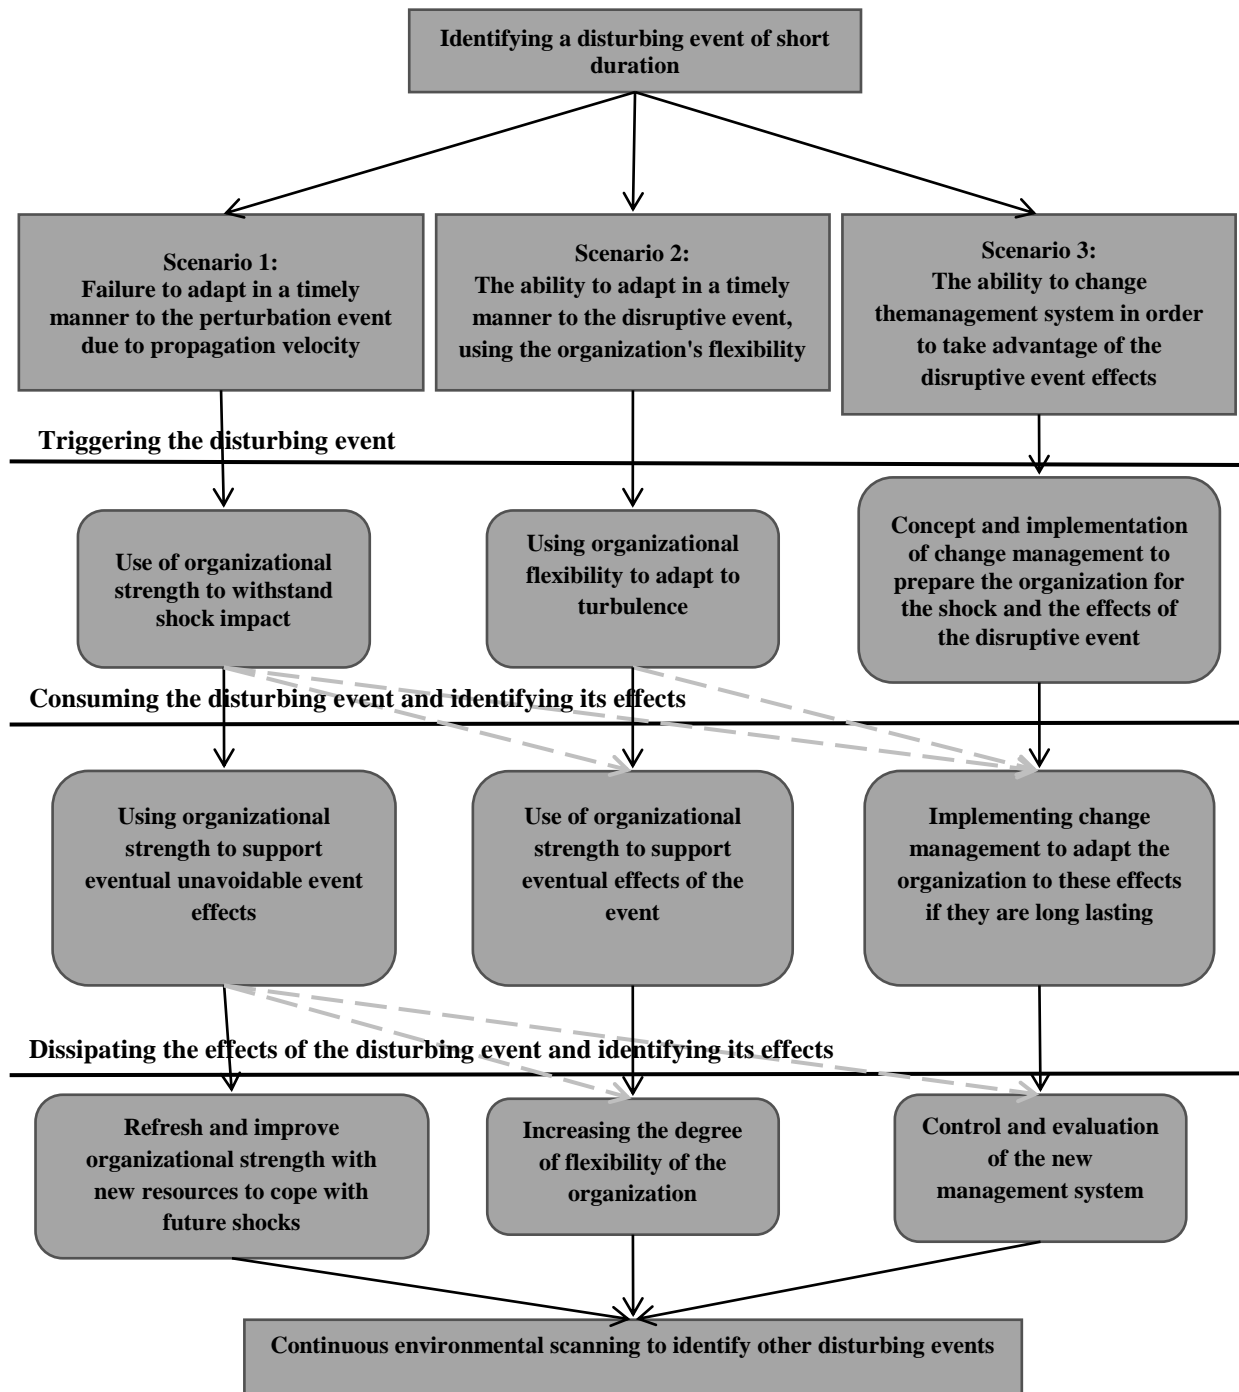 Identifying a disturbing event of short
duration
Scenario 1:
Failure to adapt in a timely
manner to the perturbation event
due to propagation velocity
Scenario 2:
The ability to adapt in a timely
manner to the disruptive event,
using the organization's flexibility
Scenario 3:
The ability to change
themanagement system in order
to take advantage of the
disruptive event effects
Triggering the disturbing event
Use of organizational
strength to withstand
shock impact
Using organizational
flexibility to adapt to
turbulence
Concept and implementation
of change management to
prepare the organization for
the shock and the effects of
the disruptive event
Consuming the disturbing event and identifying its effects
Using organizational
strength to support
eventual unavoidable event
effects
Use of organizational
strength to support
eventual effects of the
event
Implementing change
management to adapt the
organization to these effects
if they are long lasting
Dissipating the effects of the disturbing event and identifying its effects
Refresh and improve
organizational strength with
new resources to cope with
future shocks
Increasing the degree
of flexibility of the
organization
Control and evaluation
of the new
management system
Continuous environmental scanning to identify other disturbing events